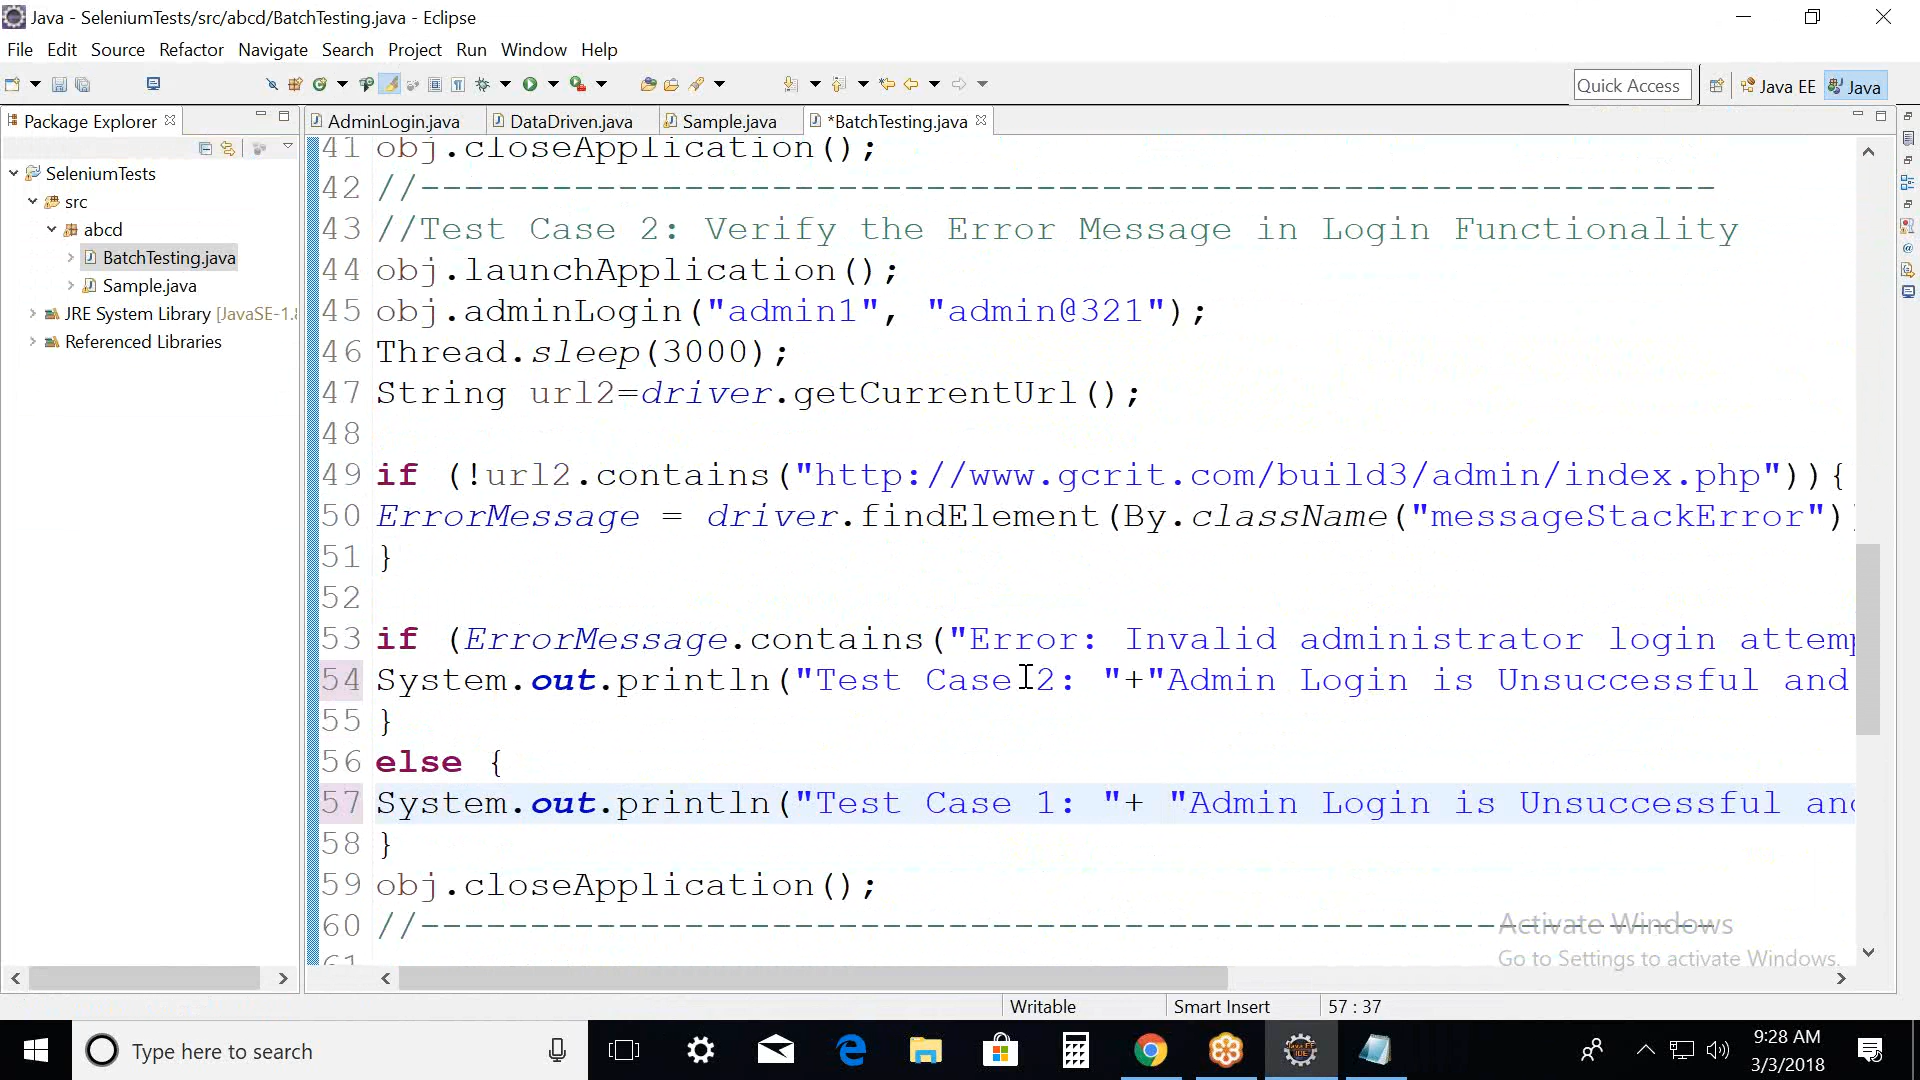 Java - SeleniumTests/src/abcd/BatchTesting.java - Eclipse
File Edit Source Refactor Navigate Search Project Run Window Help
Quick Access
Java EE
Java
Package Explorer
AdminLogin.java
DataDriven.java
Sample.java
*BatchTesting.java
SeleniumTests
src
abcd
BatchTesting.java
Sample.java
JRE System Library [JavaSE-1.8
Referenced Libraries
41 obj.closeApplication();
42 //-----------------------------------------------------------
43 //Test Case 2: Verify the Error Message in Login Functionality
44 obj.launchApplication();
45 obj.adminLogin("admin1", "admin@321");
46 Thread.sleep(3000);
47 String url2=driver.getCurrentUrl();
48
49 if (!url2.contains("http://www.gcrit.com/build3/admin/index.php")){
50 ErrorMessage = driver.findElement(By.className("messageStackError")
51 }
52
53 if (ErrorMessage.contains("Error: Invalid administrator login attemp
54 System.out.println("Test Case 2: "+"Admin Login is Unsuccessful and
55 }
56 else {
57 System.out.println("Test Case 1: "+ "Admin Login is Unsuccessful and
58 }
59 obj.closeApplication();
60 //-----------------------------------------------------------
61
Activate Windows
Go to Settings to activate Windows.
Writable
Smart Insert
57 : 37
Type here to search
9:28 AM
3/3/2018